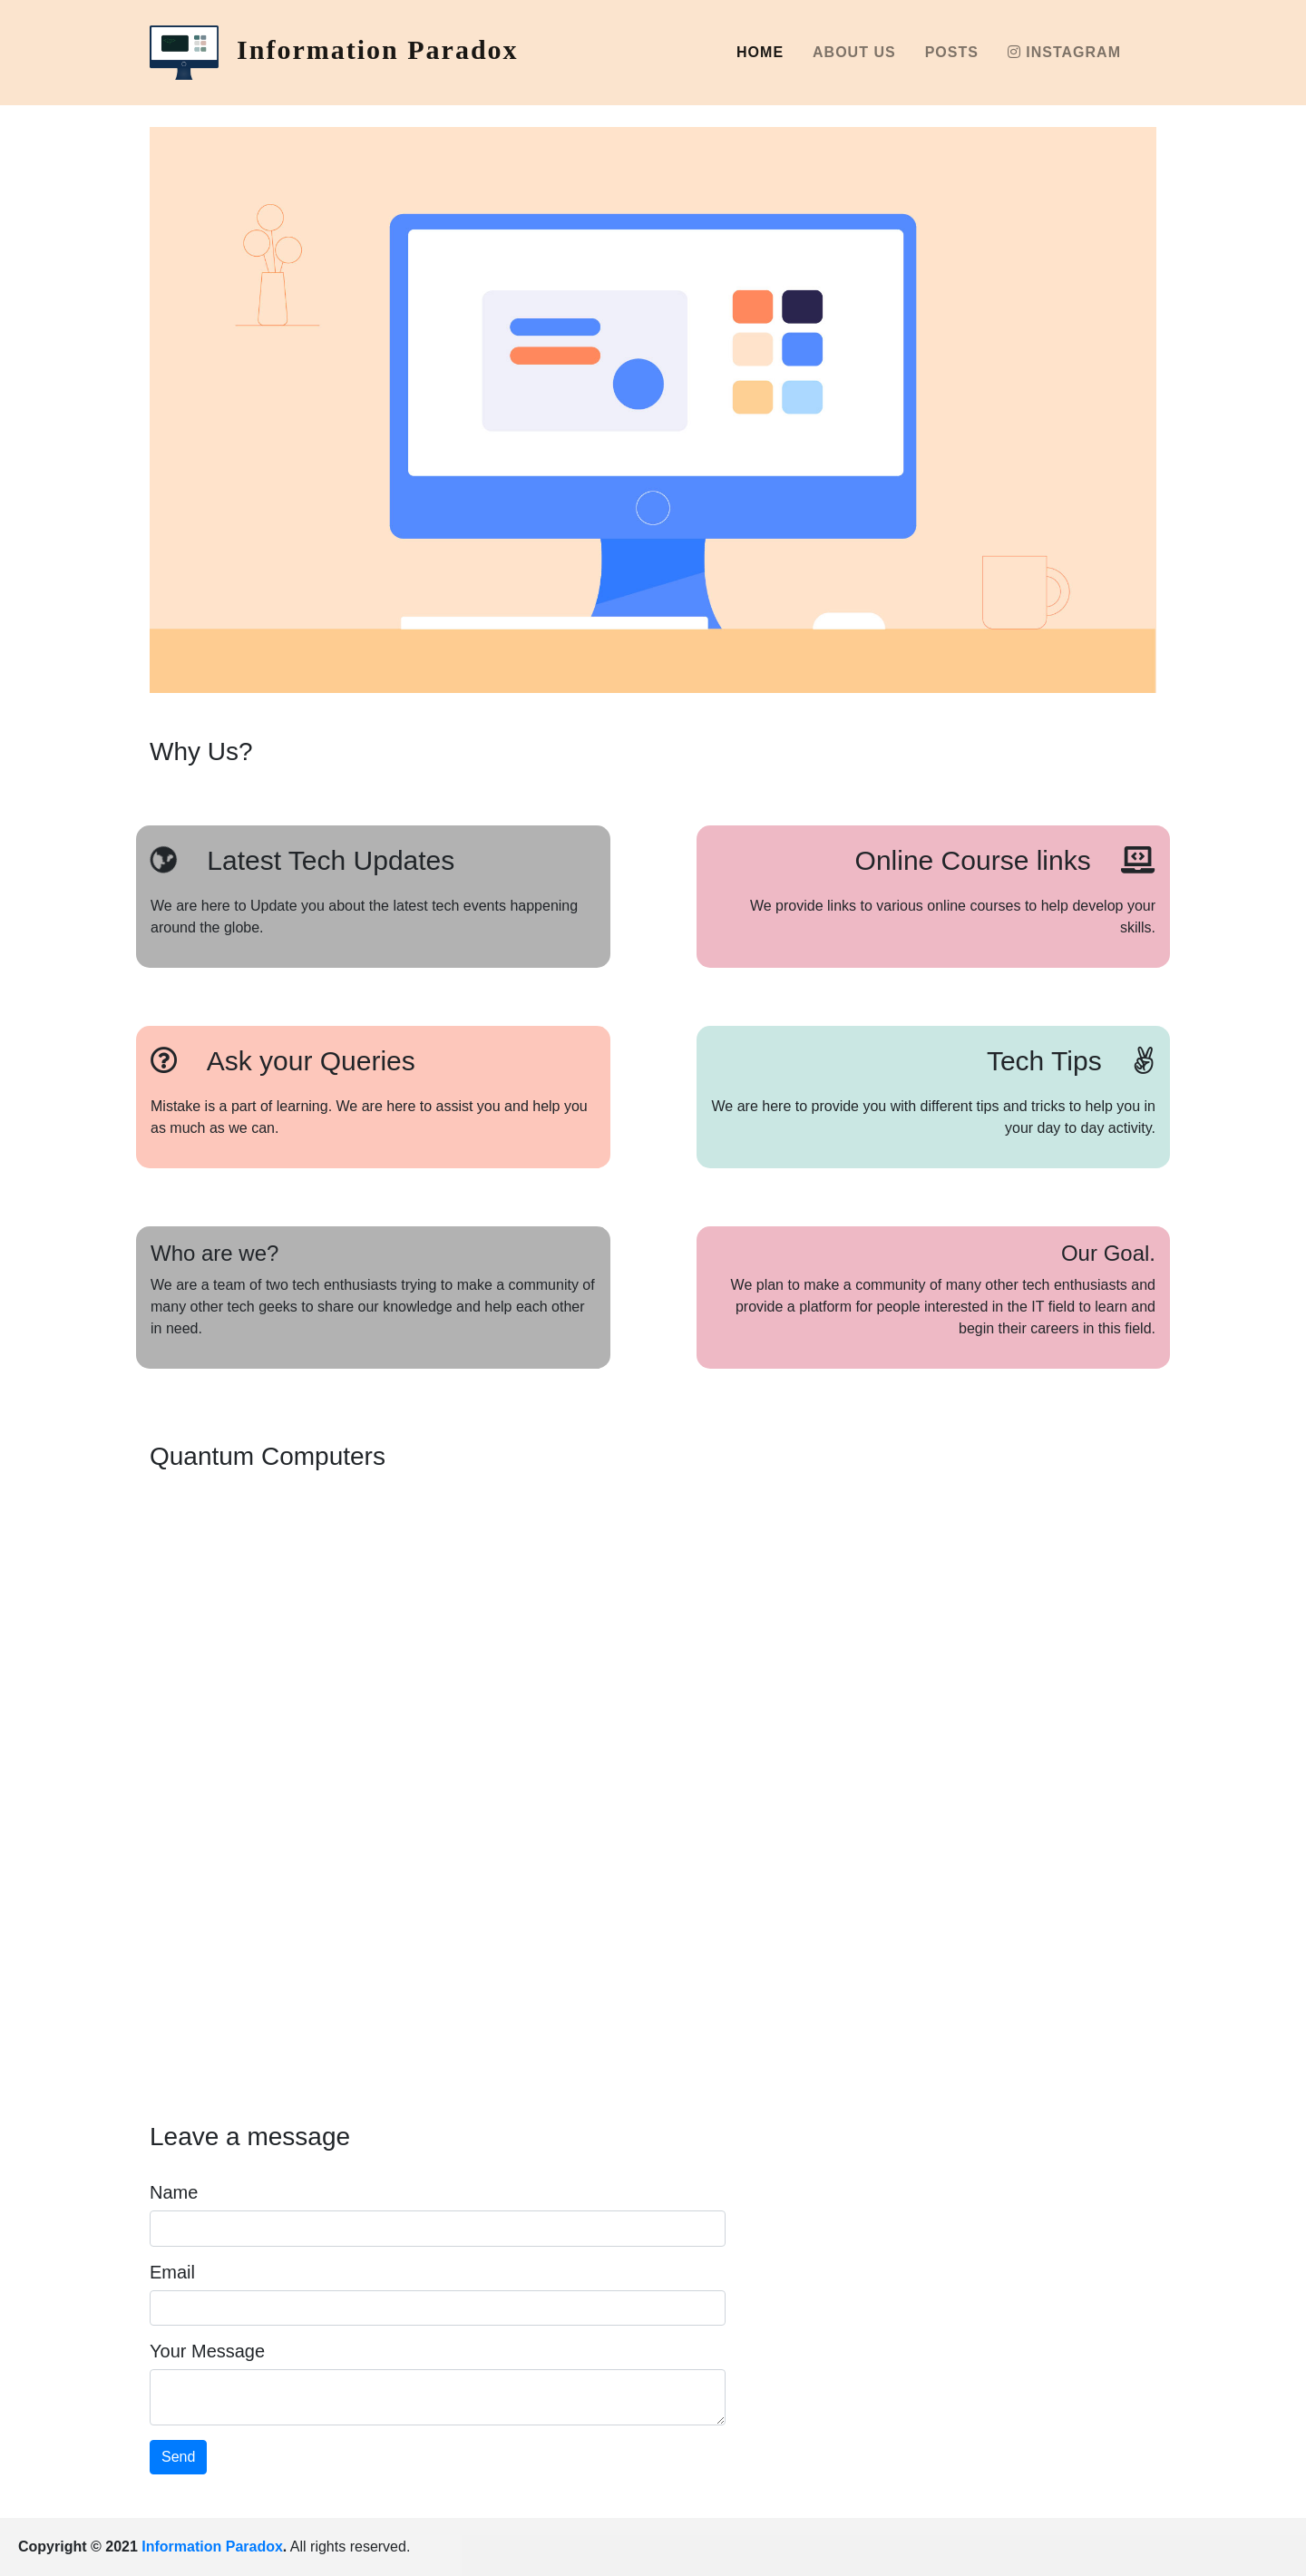 Information Paradox
HOME ABOUT US POSTS INSTAGRAM
Why Us?
Latest Tech Updates
We are here to Update you about the latest tech events happening
around the globe.
Online Course links
We provide links to various online courses to help develop your
skills.
Ask your Queries
Mistake is a part of learning. We are here to assist you and help you
as much as we can.
Tech Tips
We are here to provide you with different tips and tricks to help you in
your day to day activity.
Who are we?
We are a team of two tech enthusiasts trying to make a community of
many other tech geeks to share our knowledge and help each other
in need.
Our Goal.
We plan to make a community of many other tech enthusiasts and
provide a platform for people interested in the IT field to learn and
begin their careers in this field.
Quantum Computers
Leave a message
Name
Email
Your Message
Send
Copyright © 2021 Information Paradox. All rights reserved.